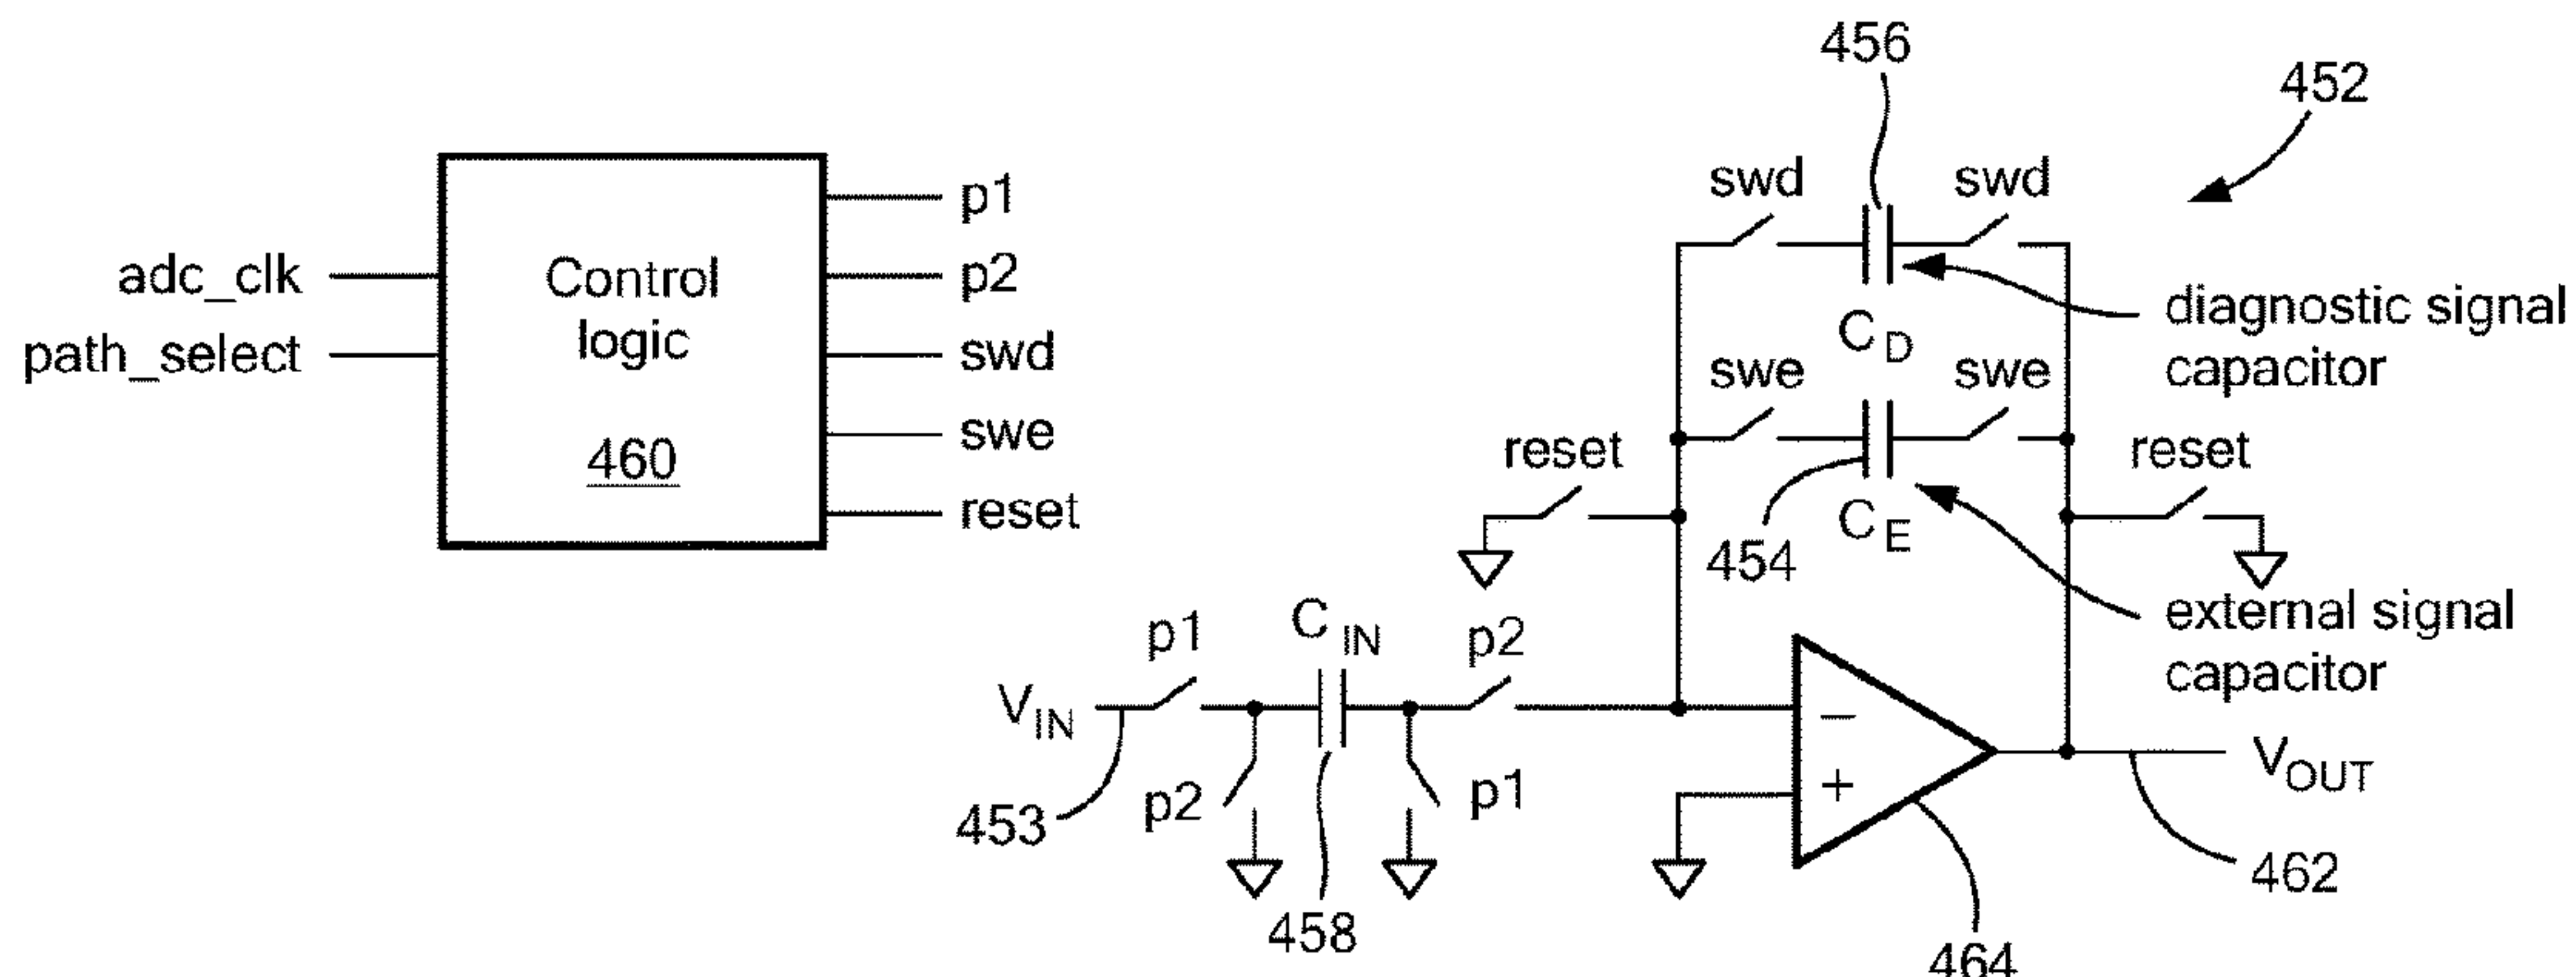 456
452
p1
swd
swd
adc_clk
Control
logic
p2
diagnostic signal
capacitor
C D
path_select
swd
swe
swe
460
swe
reset
reset
reset
454
C E
external signal
capacitor
p1
C IN
p2
V IN
−
+
V OUT
453
p2
p1
458
462
464